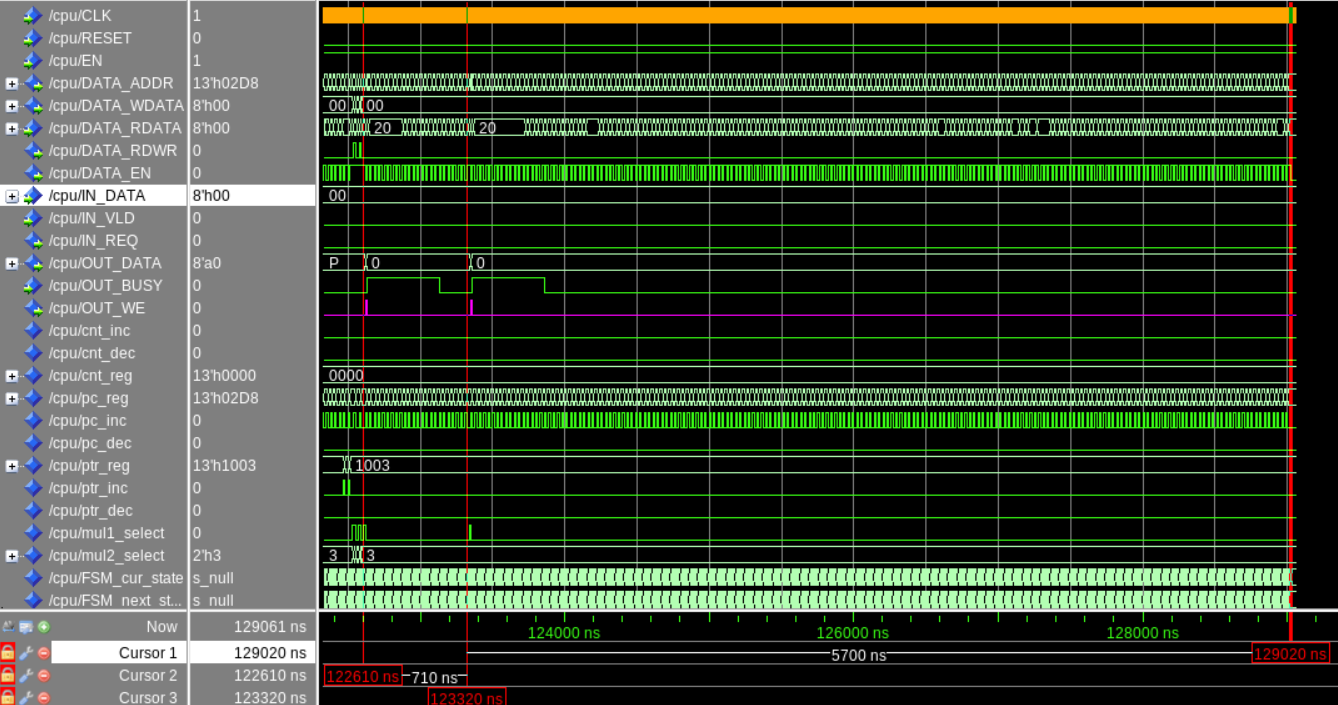 /cpu/CLK 1
/cpu/RESET 0
/cpu/EN 1
/cpu/DATA_ADDR 13'h02D8
/cpu/DATA_WDATA 8'h00 00 00
/cpu/DATA_RDATA 8'h00 20 20
/cpu/DATA_RDWR 0
/cpu/DATA_EN 0
/cpu/IN_DATA 8'h00 00
/cpu/IN_VLD 0
/cpu/IN_REQ 0
/cpu/OUT_DATA 8'a0 P 0 0
/cpu/OUT_BUSY 0
/cpu/OUT_WE 0
/cpu/cnt_inc 0
/cpu/cnt_dec 0
/cpu/cnt_reg 13'h0000 0000
/cpu/pc_reg 13'h02D8
/cpu/pc_inc 0
/cpu/pc_dec 0
/cpu/ptr_reg 13'h1003 1003
/cpu/ptr_inc 0
/cpu/ptr_dec 0
/cpu/mul1_select 0
/cpu/mul2_select 2'h3 3 3
/cpu/FSM_cur_state s_null
/cpu/FSM_next_st... s_null
Now 129061 ns 124000 ns 126000 ns 128000 ns
Cursor 1 129020 ns 5700 ns 129020 ns
Cursor 2 122610 ns 122610 ns 710 ns
Cursor 3 123320 ns 123320 ns